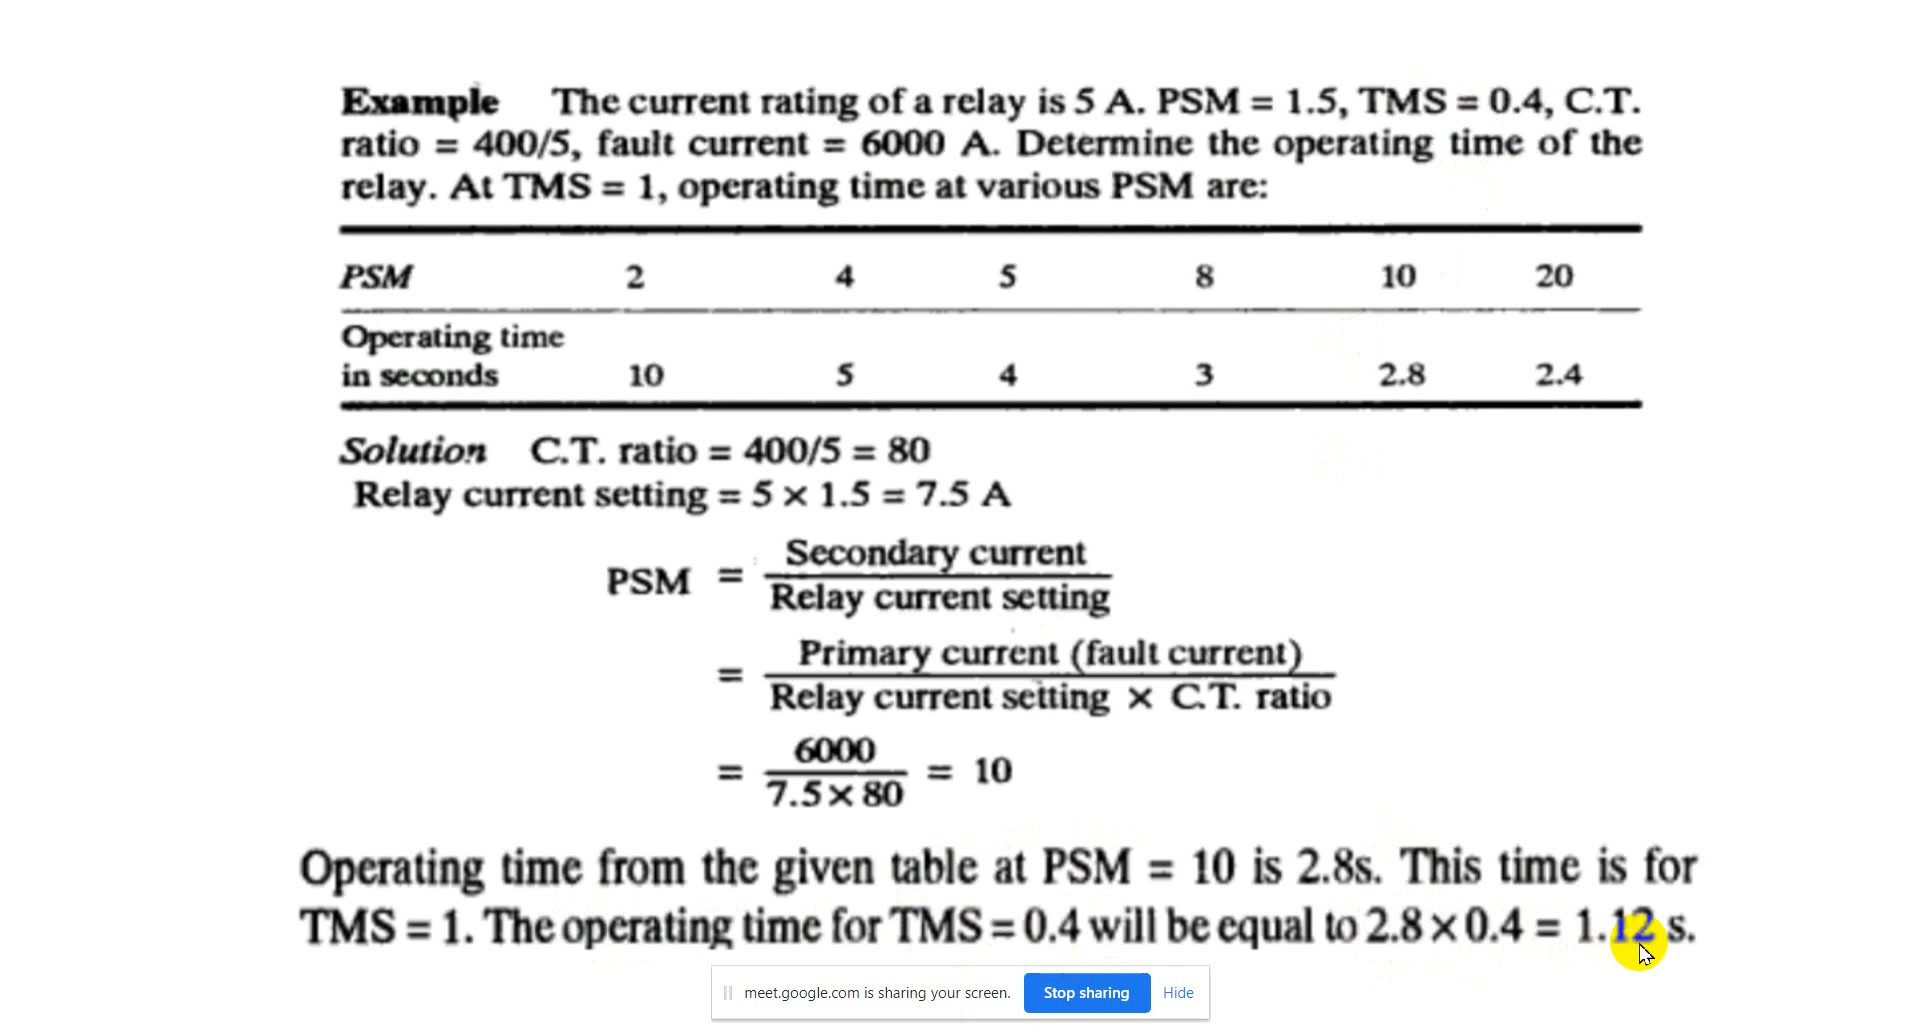 Example The current rating of a relay is 5 A. PSM = 1.5, TMS = 0.4, C.T.
ratio = 400/5, fault current = 6000 A. Determine the operating time of the
relay. At TMS = 1, operating time at various PSM are:
PSM 2 4 5 8 10 20
Operating time
in seconds 10 5 4 3 2.8 2.4
Solution C.T. ratio = 400/5 = 80
Relay current setting = 5 × 1.5 = 7.5 A
PSM = Secondary current
Relay current setting
= Primary current (fault current)
Relay current setting × C.T. ratio
= 6000
7.5 × 80 = 10
Operating time from the given table at PSM = 10 is 2.8s. This time is for
TMS = 1. The operating time for TMS = 0.4 will be equal to 2.8 × 0.4 = 1.12 s.
meet.google.com is sharing your screen. Stop sharing Hide